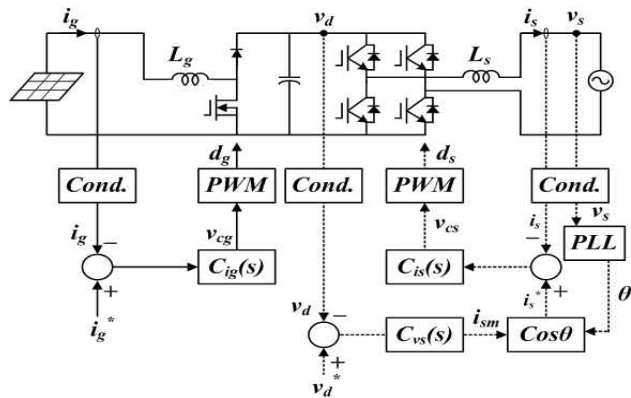 i_g
v_d
i_s
v_s
L_g
L_s
d_g
d_s
Cond.
PWM
Cond.
PWM
Cond.
i_g
v_cg
v_cs
i_s
v_s
−
C_ig(s)
C_is(s)
−
PLL
+
i_g^*
v_d
−
i_s^*
+
θ
C_vs(s)
i_sm
Cosθ
+
v_d^*